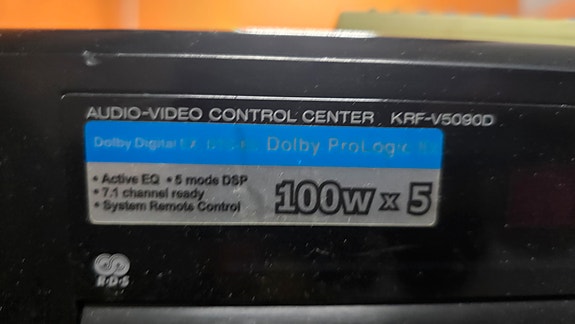 AUDIO-VIDEO CONTROL CENTER KRF-V5090D
Dolby Digital EX Dolby ProLogic
• Active EQ • 5 mode DSP
• 7.1 channel ready
• System Remote Control
100W x 5
R·D·S